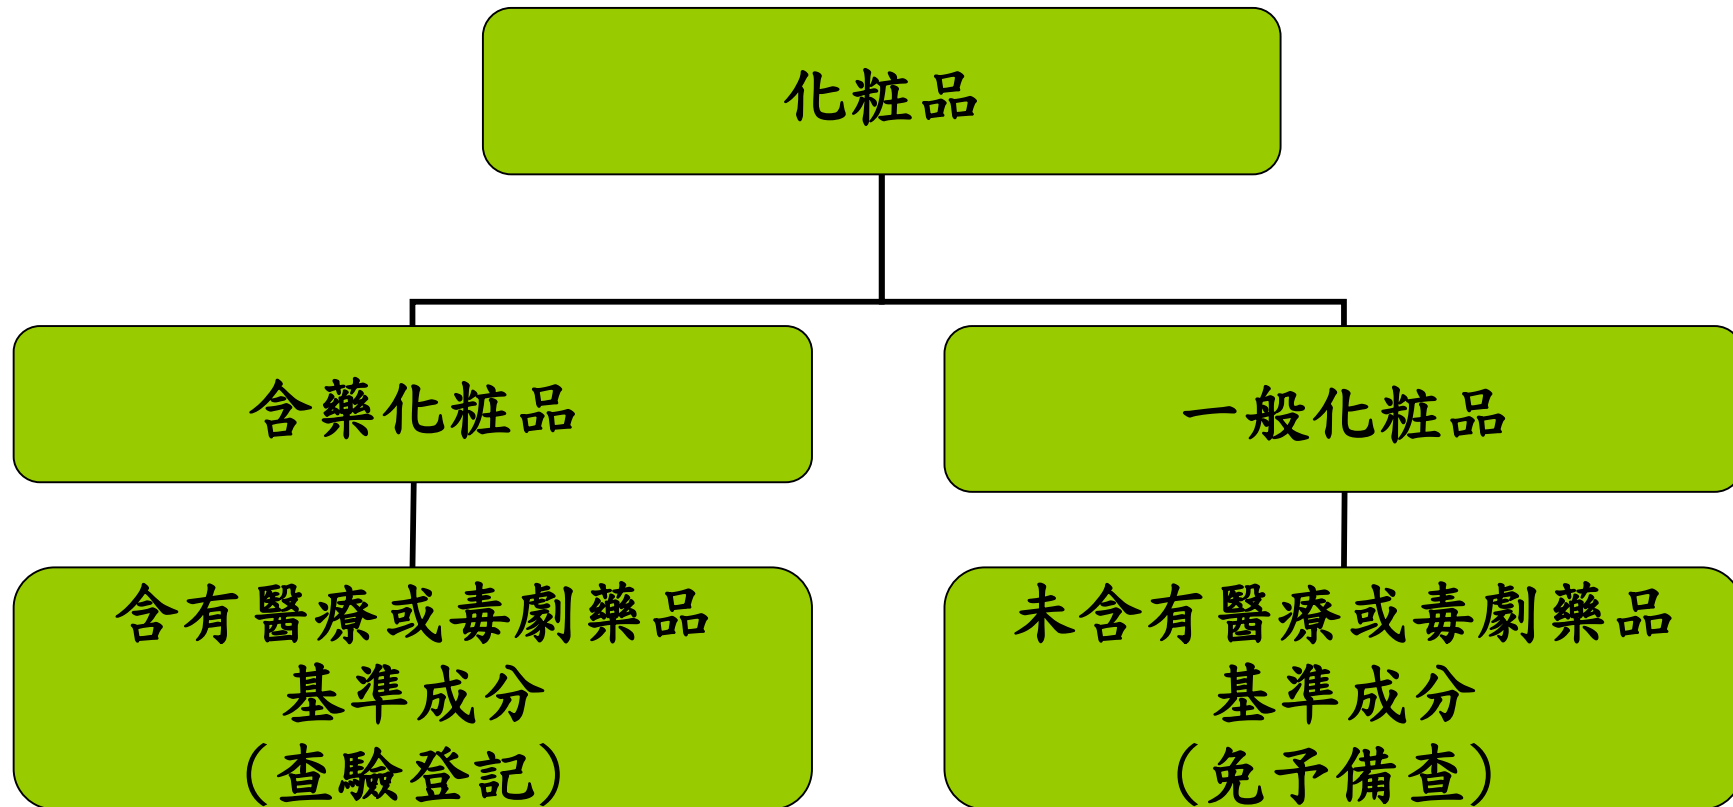 化粧品
含藥化粧品
一般化粧品
含有醫療或毒劇藥品
基準成分
(查驗登記)
未含有醫療或毒劇藥品
基準成分
(免予備查)